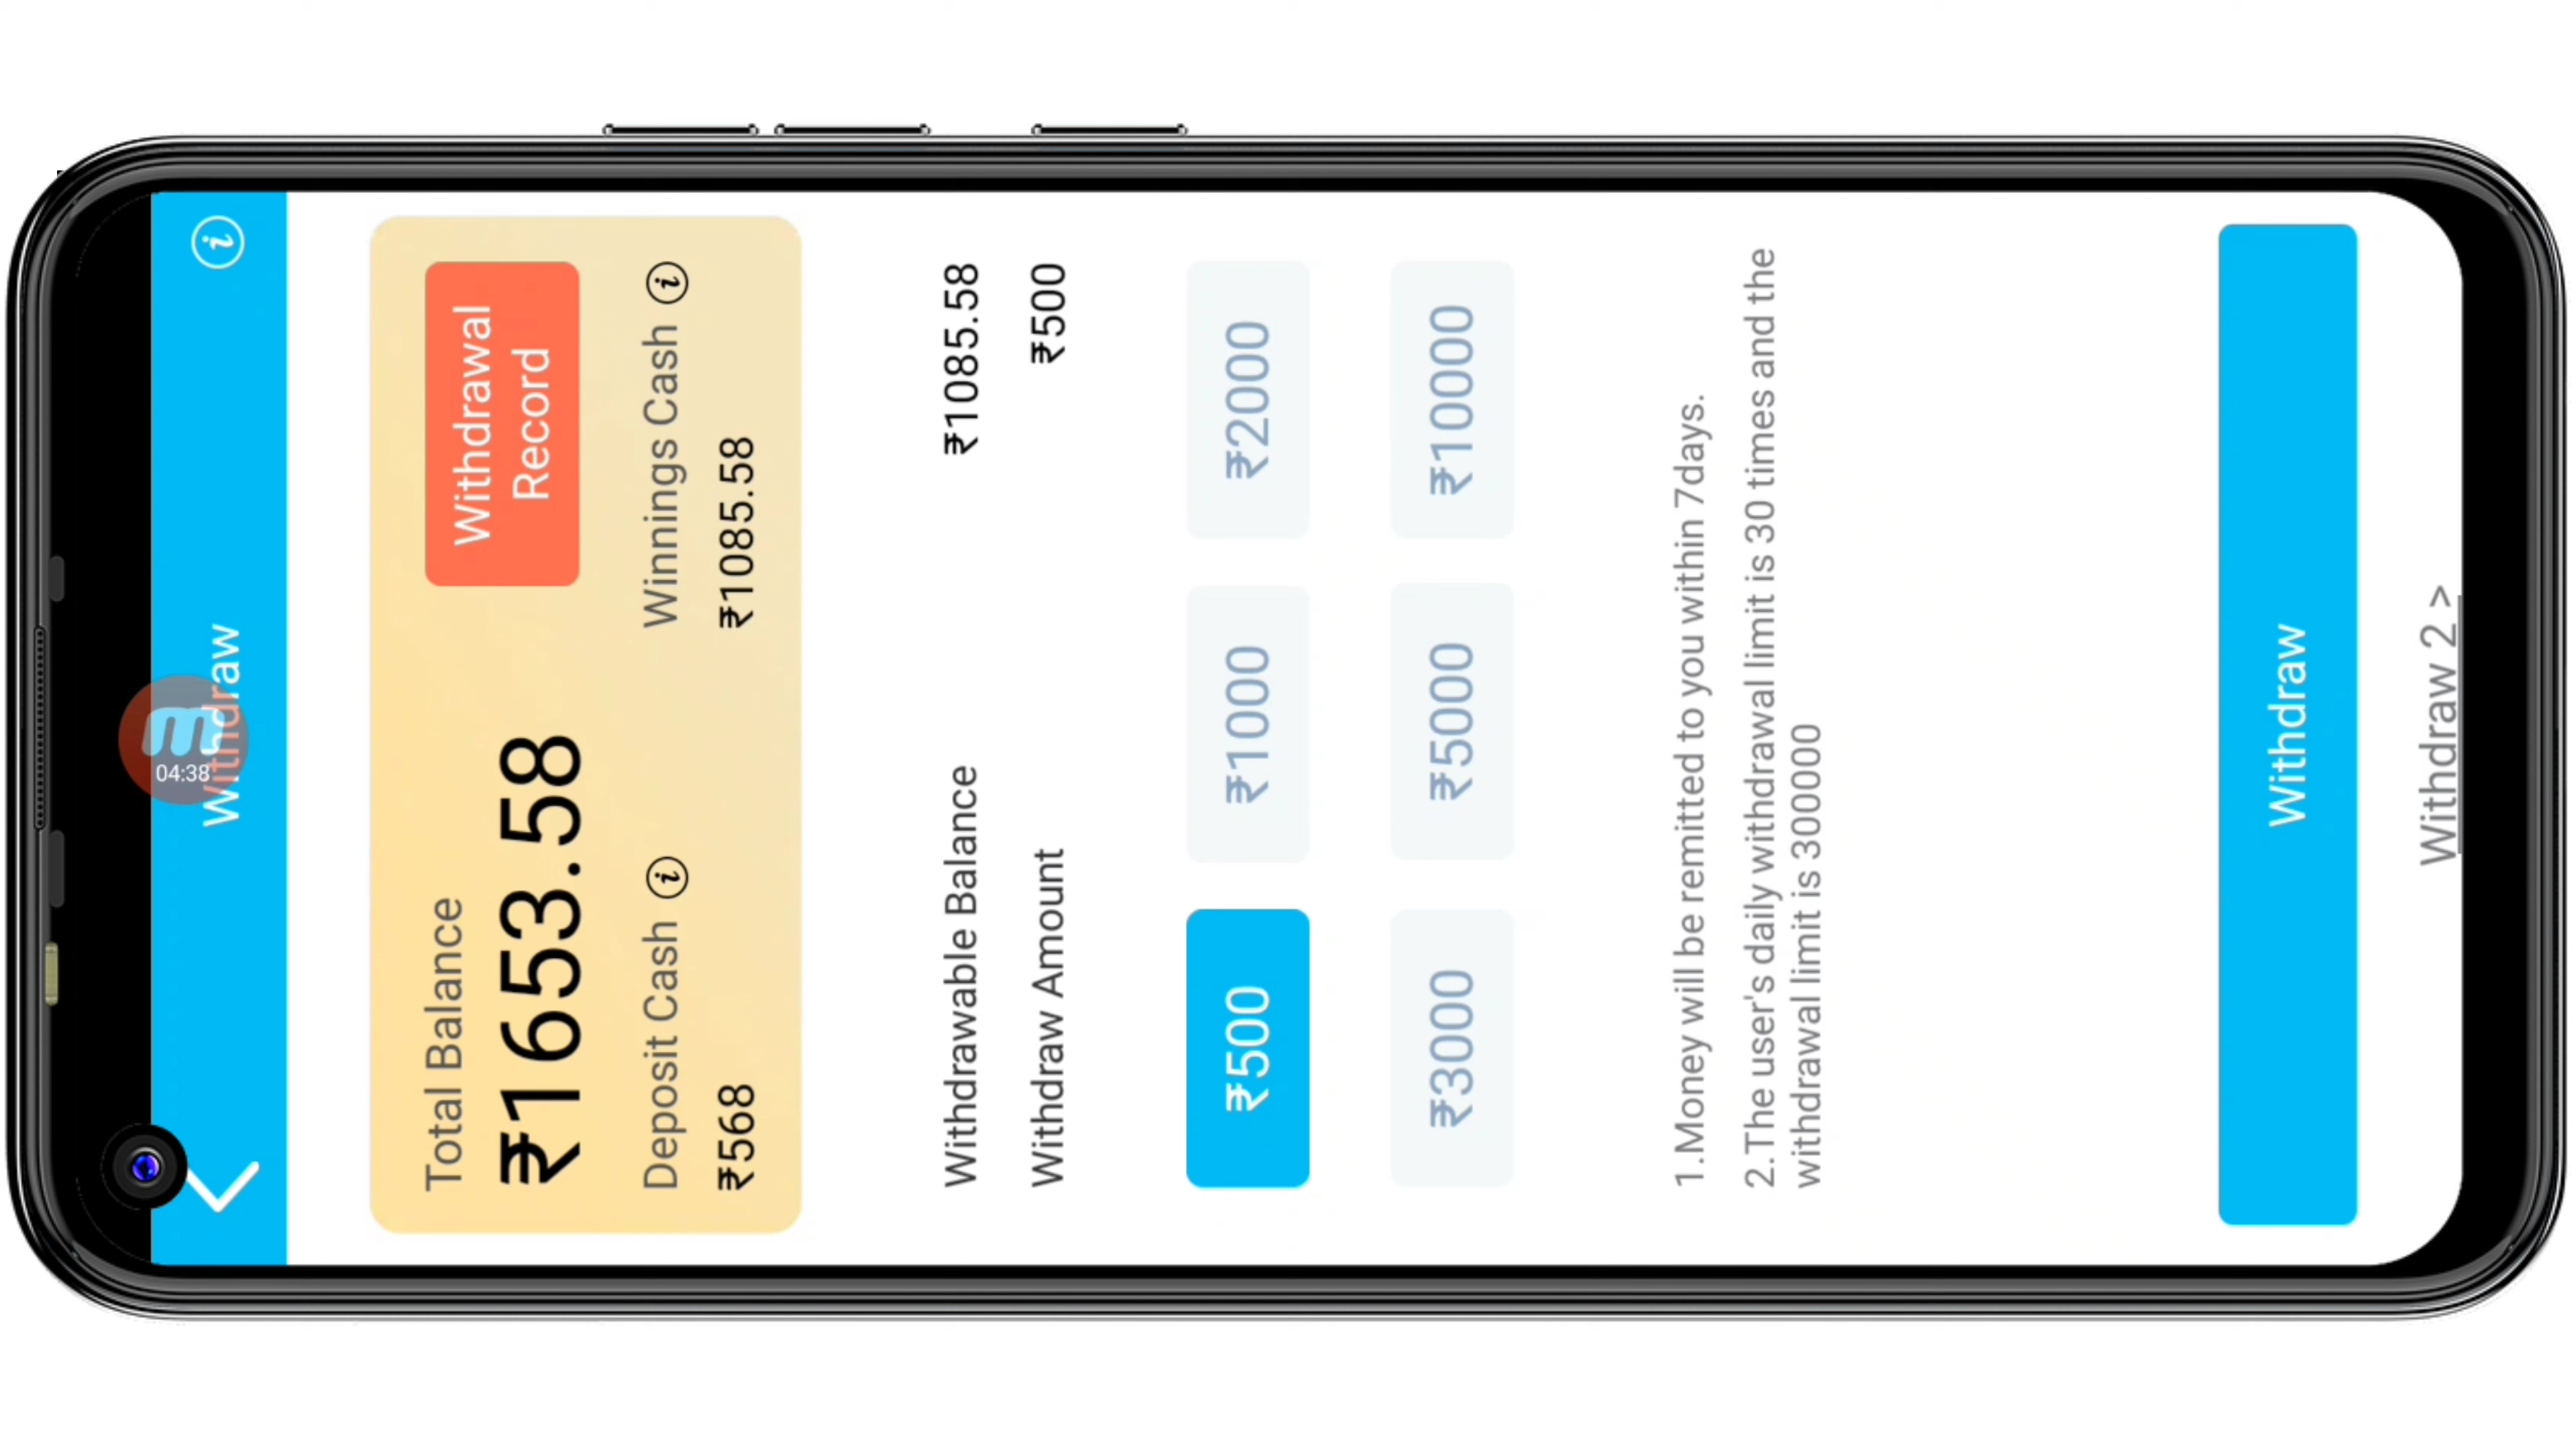 Withdraw
m
04:38
Total Balance
₹1653.58
Withdrawal
Record
Deposit Cash
₹568
Winnings Cash
₹1085.58
Withdrawable Balance ₹1085.58
Withdraw Amount ₹500
₹500 ₹1000 ₹2000
₹3000 ₹5000 ₹10000
1.Money will be remitted to you within 7days.
2.The user's daily withdrawal limit is 30 times and the
withdrawal limit is 300000
Withdraw
Withdraw 2 >